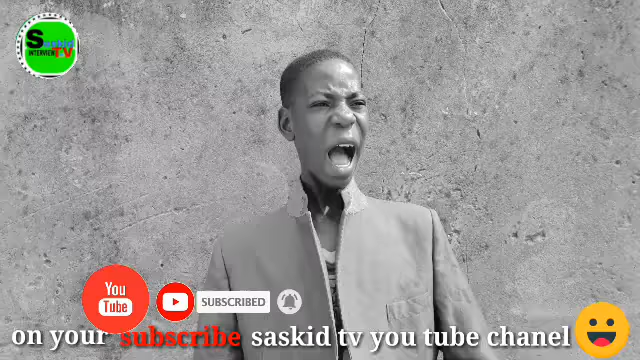 Saskid
INTERVIEW TV
You
Tube
SUBSCRIBED
on your subscribe saskid tv you tube chanel